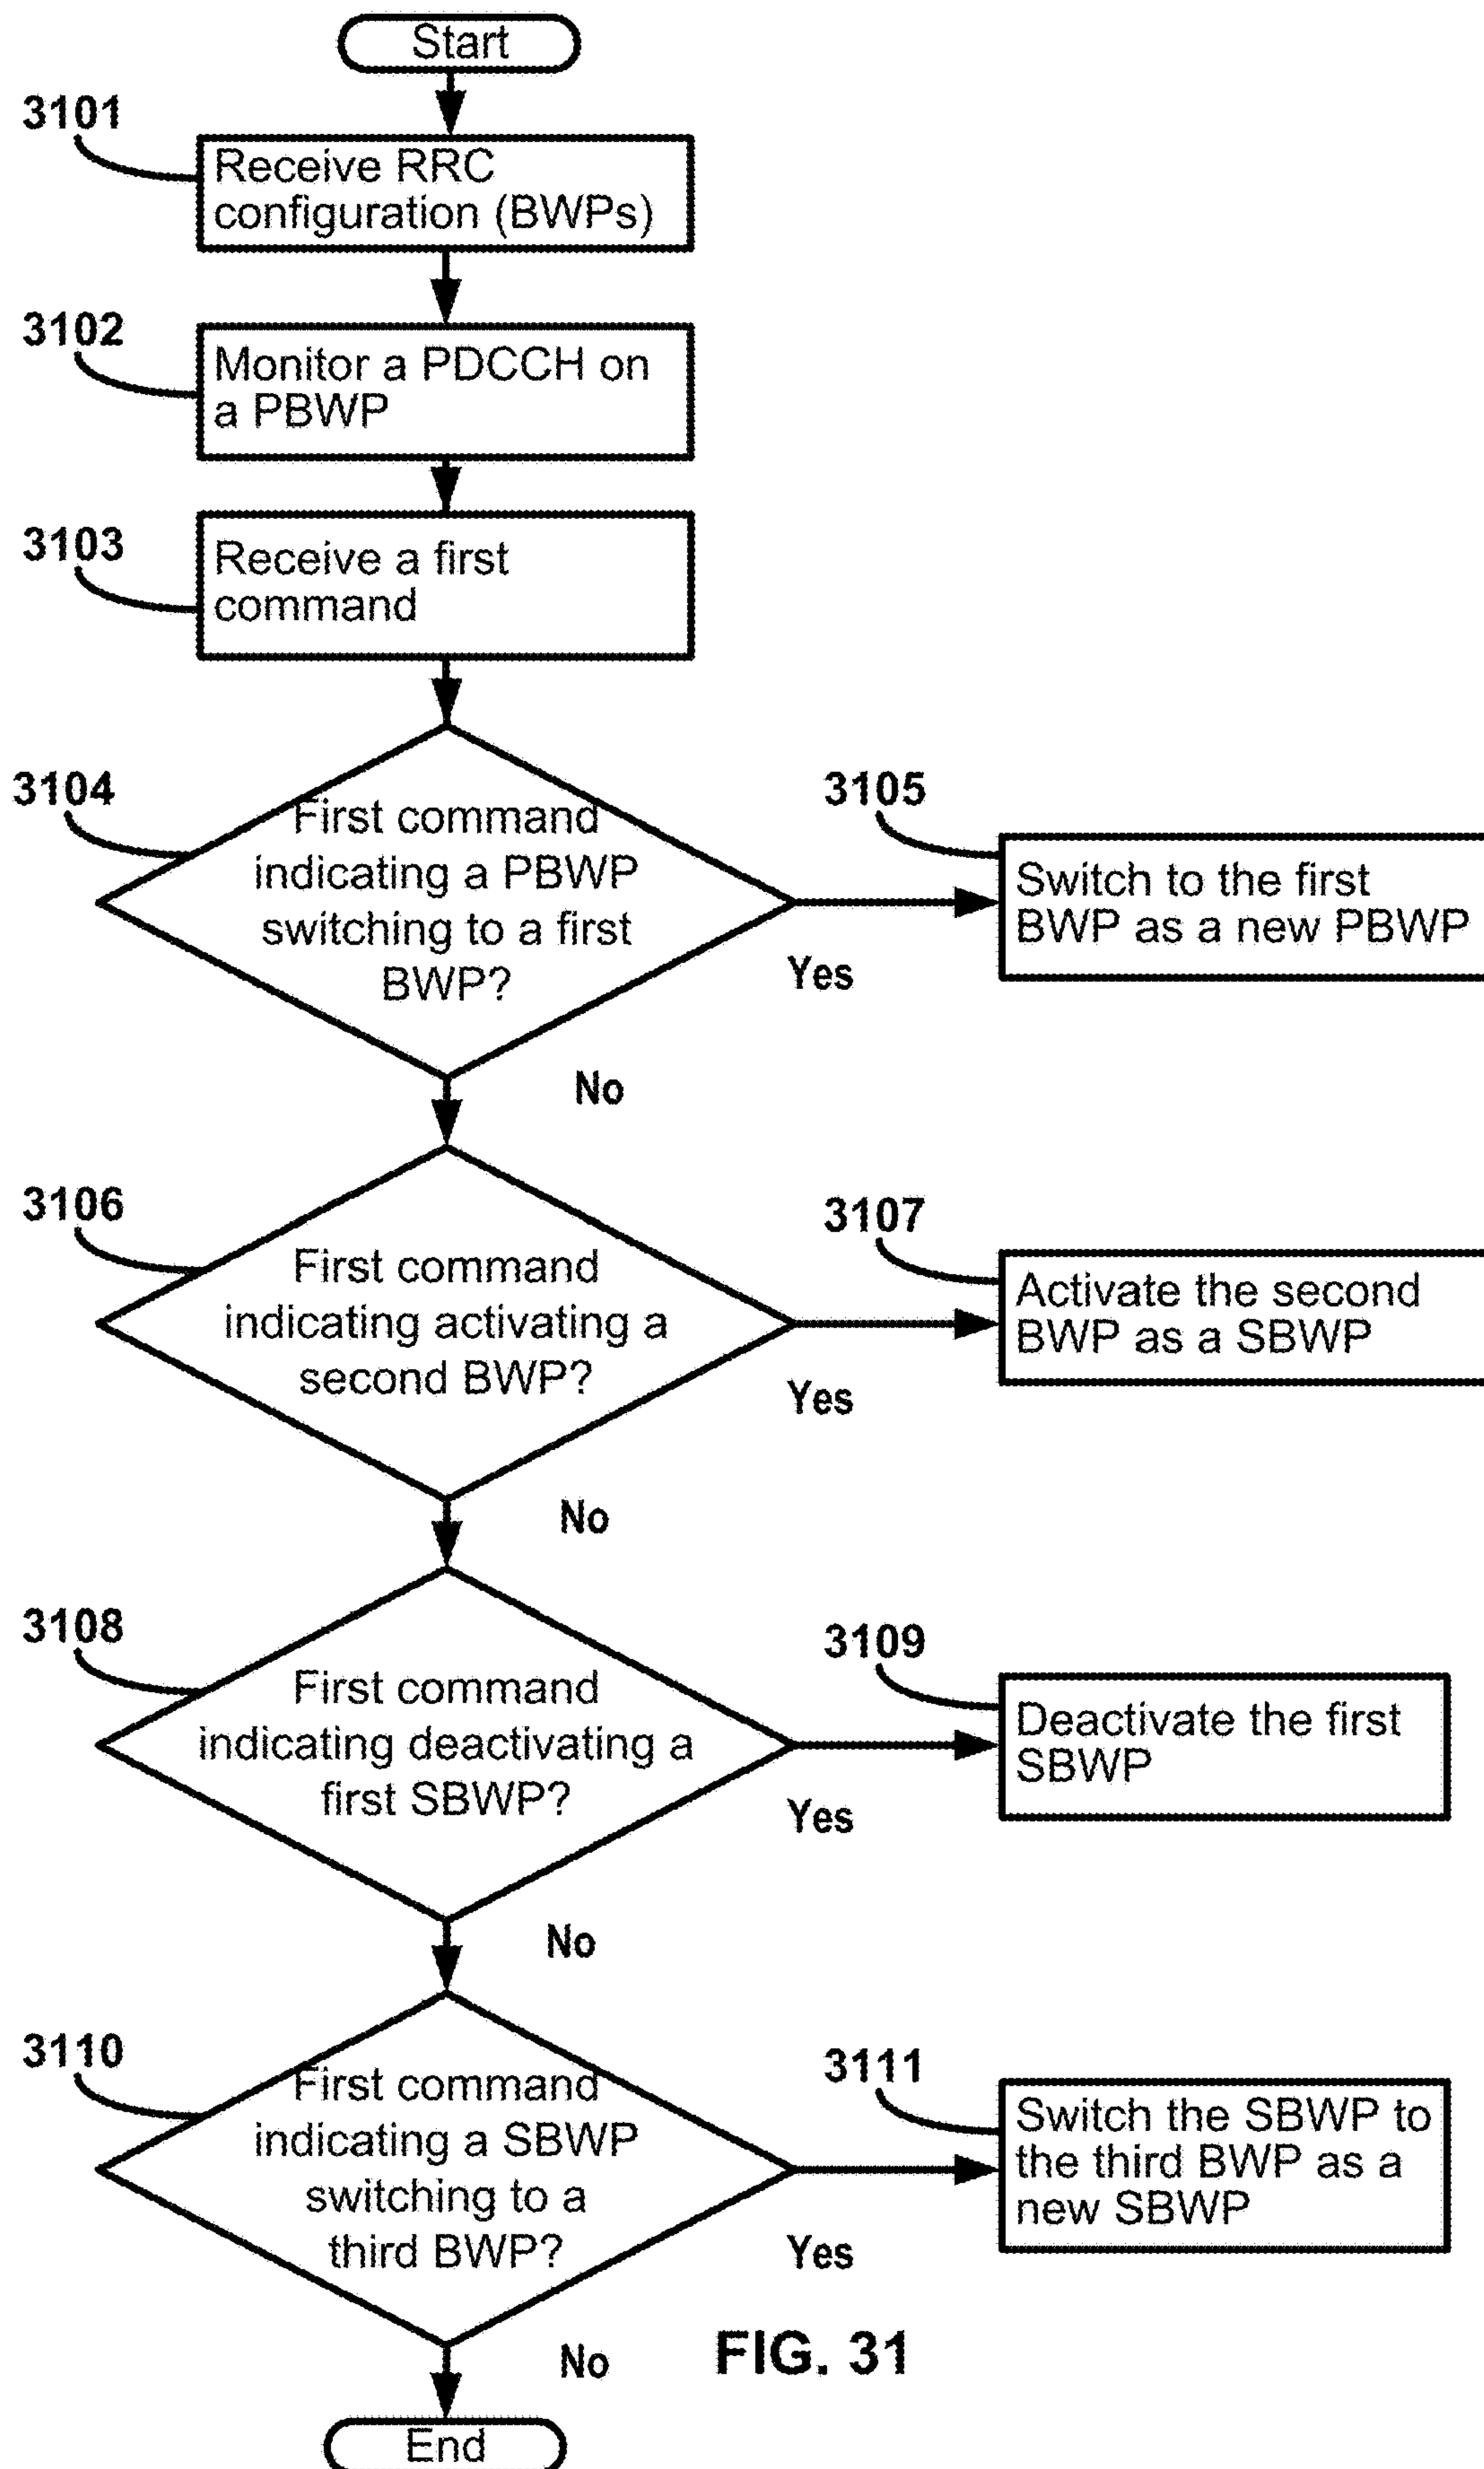 Start
3101
Receive RRC
configuration (BWPs)
3102
Monitor a PDCCH on
a PBWP
3103
Receive a first
command
3104
First command
indicating a PBWP
switching to a first
BWP?
Yes
3105
Switch to the first
BWP as a new PBWP
No
3106
First command
indicating activating a
second BWP?
Yes
3107
Activate the second
BWP as a SBWP
No
3108
First command
indicating deactivating a
first SBWP?
Yes
3109
Deactivate the first
SBWP
No
3110
First command
indicating a SBWP
switching to a
third BWP?
Yes
3111
Switch the SBWP to
the third BWP as a
new SBWP
No
FIG. 31
End